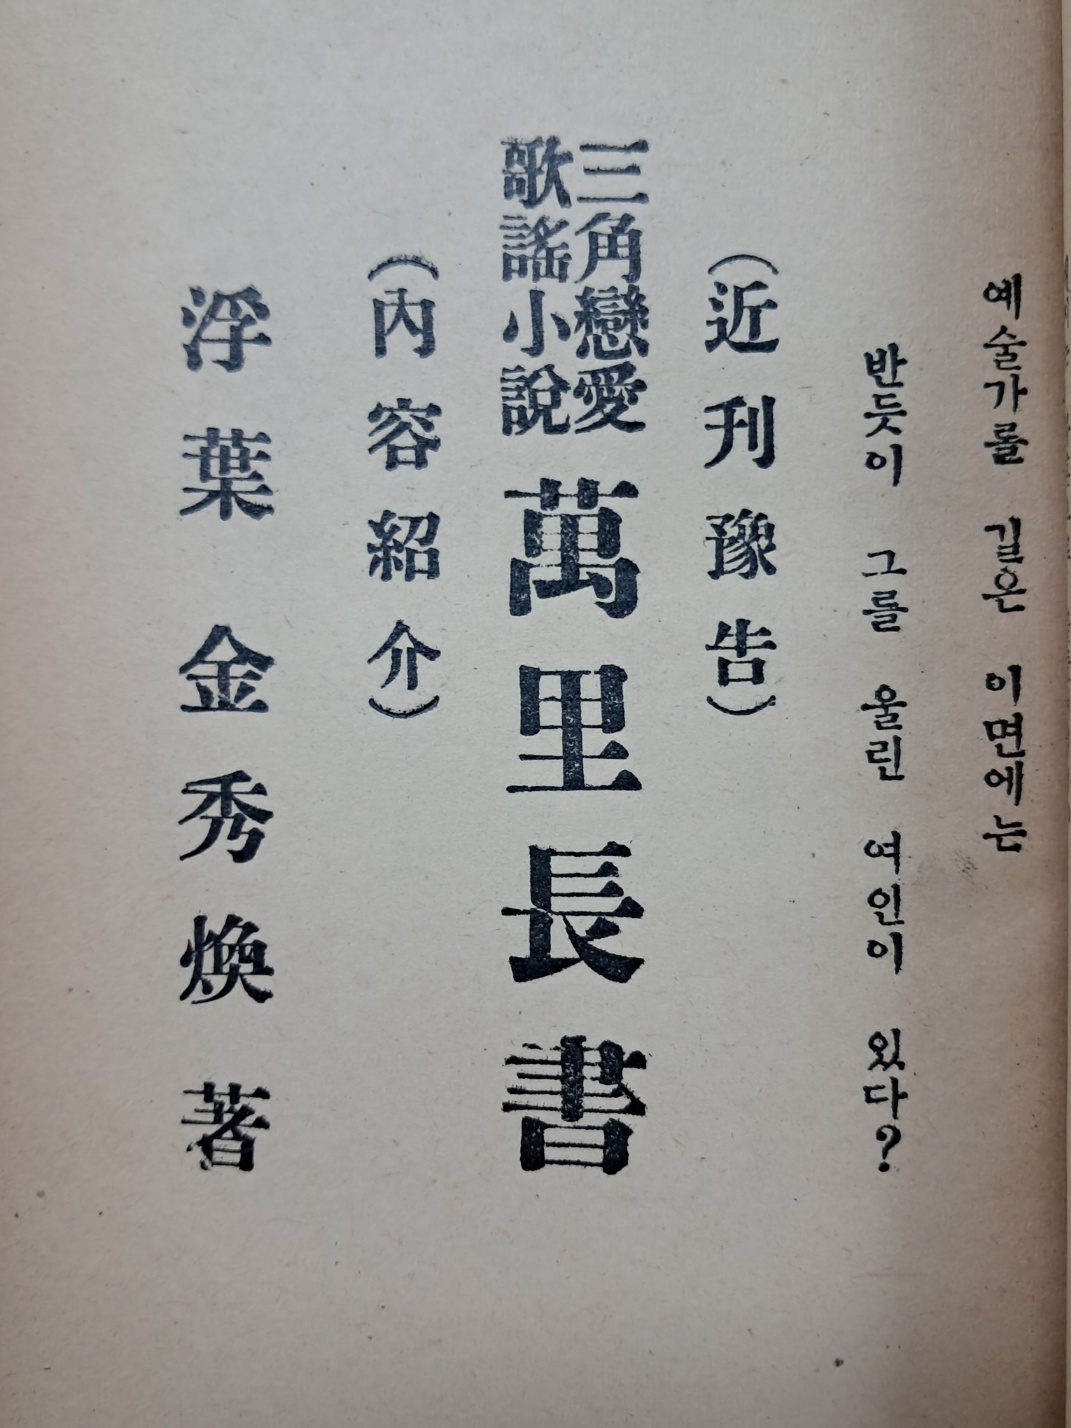 예술가를 길은 이면에는
반듯이 그를 울린 여인이 있다?
(近刊豫告)
三角戀愛
歌謠小說
萬里長書
(內容紹介)
浮葉 金秀煥 著